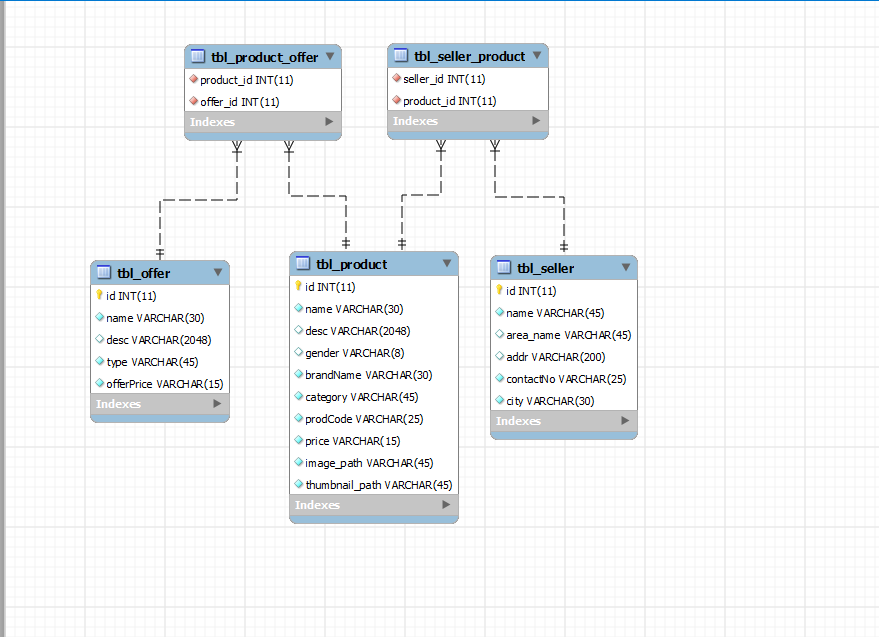 tbl_product_offer
product_id INT(11)
offer_id INT(11)
Indexes
tbl_seller_product
seller_id INT(11)
product_id INT(11)
Indexes
tbl_offer
id INT(11)
name VARCHAR(30)
desc VARCHAR(2048)
type VARCHAR(45)
offerPrice VARCHAR(15)
Indexes
tbl_product
id INT(11)
name VARCHAR(30)
desc VARCHAR(2048)
gender VARCHAR(8)
brandName VARCHAR(30)
category VARCHAR(45)
prodCode VARCHAR(25)
price VARCHAR(15)
image_path VARCHAR(45)
thumbnail_path VARCHAR(45)
Indexes
tbl_seller
id INT(11)
name VARCHAR(45)
area_name VARCHAR(45)
addr VARCHAR(200)
contactNo VARCHAR(25)
city VARCHAR(30)
Indexes